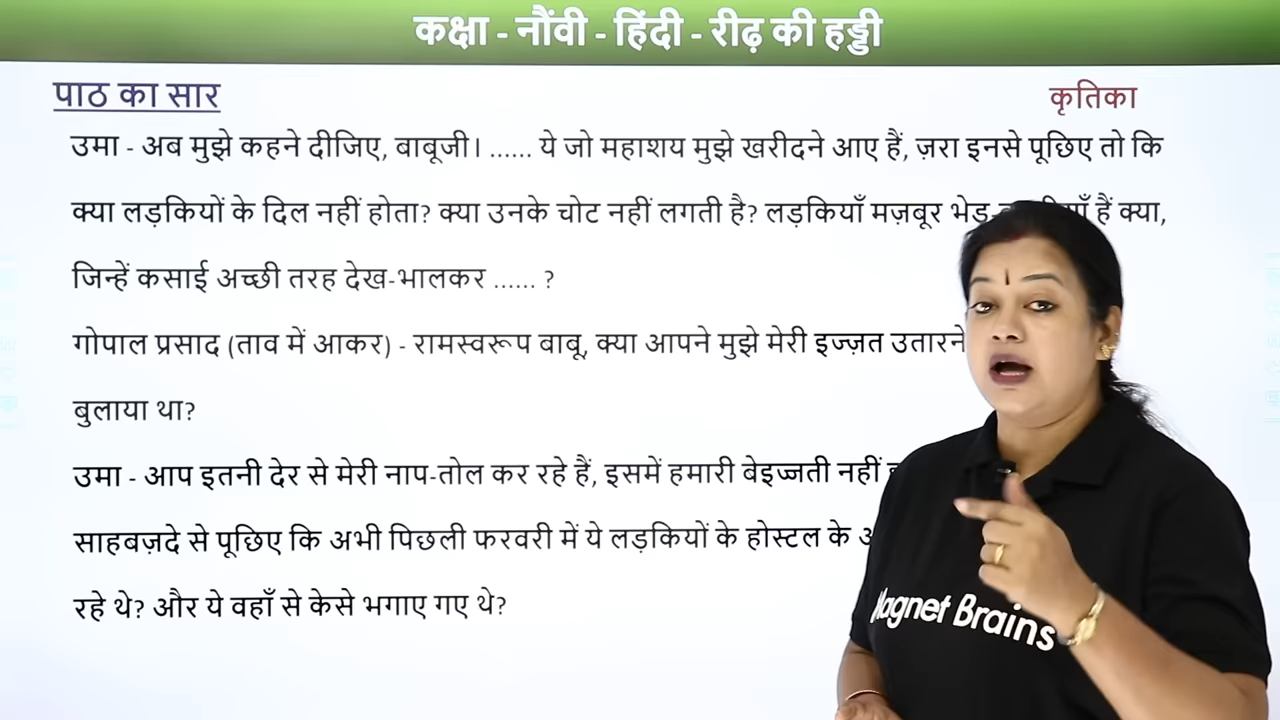 कक्षा - नौंवी - हिंदी - रीढ़ की हड्डी
पाठ का सार
कृतिका
उमा - अब मुझे कहने दीजिए, बाबूजी। ...... ये जो महाशय मुझे खरीदने आए हैं, ज़रा इनसे पूछिए तो कि
क्या लड़कियों के दिल नहीं होता? क्या उनके चोट नहीं लगती है? लड़कियाँ मज़बूर भेड़- हैं क्या,
जिन्हें कसाई अच्छी तरह देख-भालकर ...... ?
गोपाल प्रसाद (ताव में आकर) - रामस्वरूप बाबू, क्या आपने मुझे मेरी इज्ज़त उतारने
बुलाया था?
उमा - आप इतनी देर से मेरी नाप-तोल कर रहे हैं, इसमें हमारी बेइज्जती नहीं
साहबज़दे से पूछिए कि अभी पिछली फरवरी में ये लड़कियों के होस्टल के
रहे थे? और ये वहाँ से केसे भगाए गए थे?
Magnet Brains